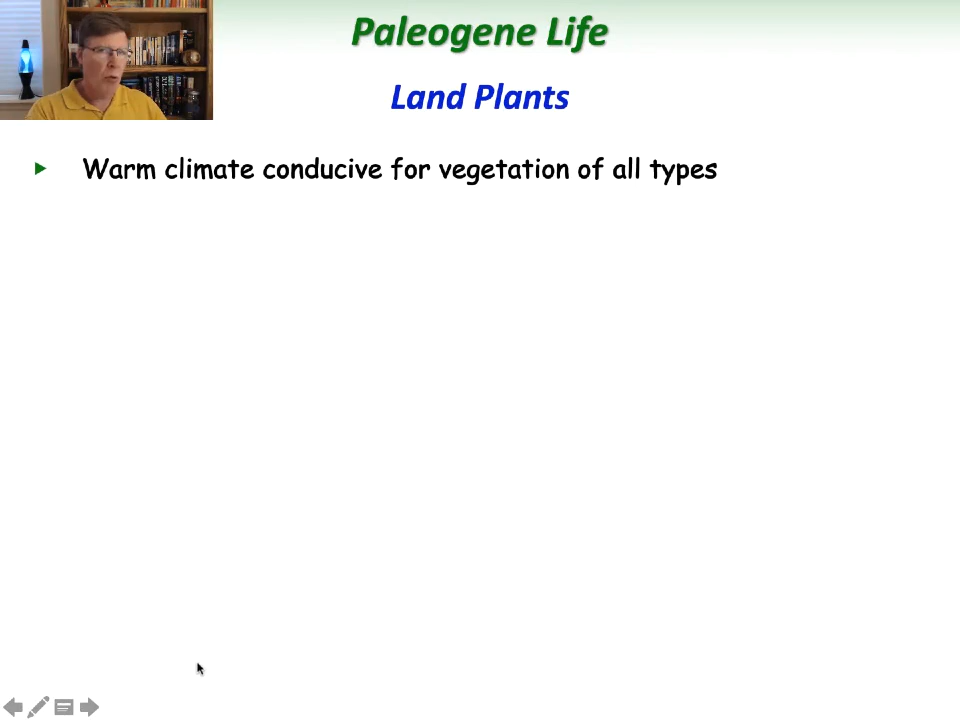 Paleogene Life
Land Plants
Warm climate conducive for vegetation of all types